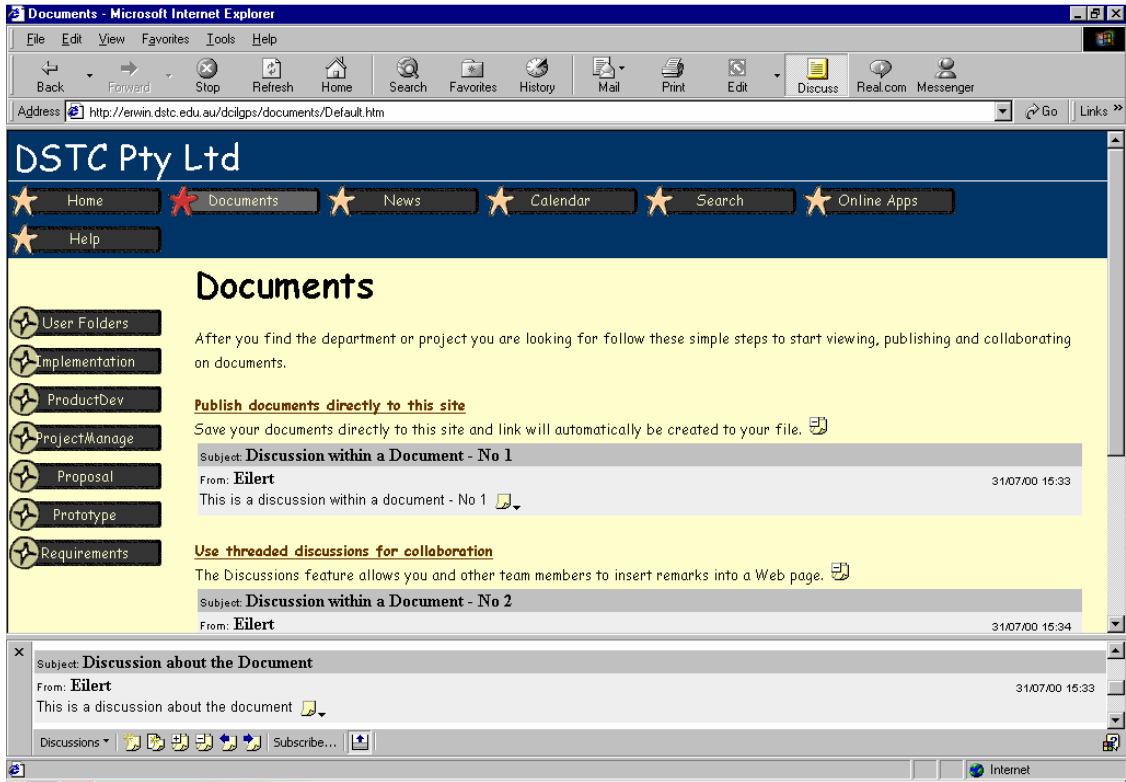 Documents - Microsoft Internet Explorer
File Edit View Favorites Tools Help
Back Forward Stop Refresh Home Search Favorites History Mail Print Edit Discuss Real.com Messenger
Address http://erwin.dstc.edu.au/dcilgps/documents/Default.htm Go Links »
DSTC Pty Ltd
Home Documents News Calendar Search Online Apps
Help
Documents
User Folders
After you find the department or project you are looking for follow these simple steps to start viewing, publishing and collaborating
Implementation
on documents.
ProductDev
Publish documents directly to this site
Save your documents directly to this site and link will automatically be created to your file.
ProjectManage
Subject: Discussion within a Document - No 1
Proposal
From: Eilert 31/07/00 15:33
This is a discussion within a document - No 1
Prototype
Requirements
Use threaded discussions for collaboration
The Discussions feature allows you and other team members to insert remarks into a Web page.
Subject: Discussion within a Document - No 2
From: Eilert 31/07/00 15:34
Subject: Discussion about the Document
From: Eilert 31/07/00 15:33
This is a discussion about the document
Discussions Subscribe...
Internet